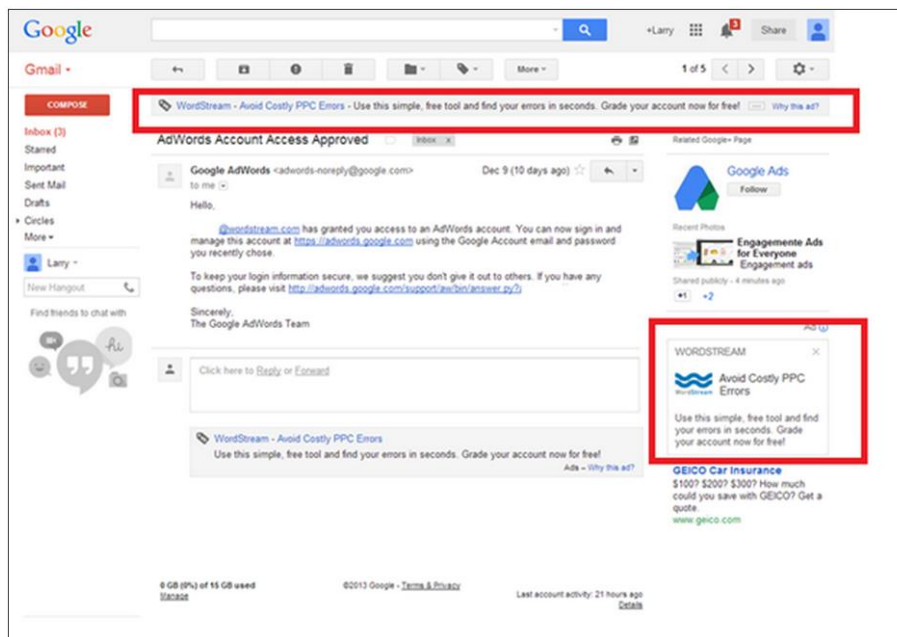 Google
+Larry
3
Share
Gmail
More
1 of 5
COMPOSE
WordStream - Avoid Costly PPC Errors - Use this simple, free tool and find your errors in seconds. Grade your account now for free! Why this ad?
Inbox (3)
Starred
Important
Sent Mail
Drafts
Circles
More
Larry
New Hangout
Find friends to chat with
hi
AdWords Account Access Approved
Inbox x
Google AdWords <adwords-noreply@google.com>
Dec 9 (10 days ago)
to me
Hello,
@wordstream.com has granted you access to an AdWords account. You can now sign in and
manage this account at https://adwords.google.com using the Google Account email and password
you recently chose.
To keep your login information secure, we suggest you don't give it out to others. If you have any
questions, please visit http://adwords.google.com/support/aw/bin/answer.py?
Sincerely,
The Google AdWords Team
Click here to Reply or Forward
WordStream - Avoid Costly PPC Errors
Use this simple, free tool and find your errors in seconds. Grade your account now for free!
Ads – Why this ad?
Related Google+ Page
Google Ads
Follow
Recent Photos
Engagemente Ads
for Everyone
Engagement ads
Shared publicly - 4 minutes ago
+1 +2
Ad
WORDSTREAM
WordStream
Avoid Costly PPC
Errors
Use this simple, free tool and find
your errors in seconds. Grade
your account now for free!
GEICO Car Insurance
$100? $200? $300? How much
could you save with GEICO? Get a
quote.
www.geico.com
0 GB (0%) of 15 GB used
Manage
©2013 Google - Terms & Privacy
Last account activity: 21 hours ago
Details